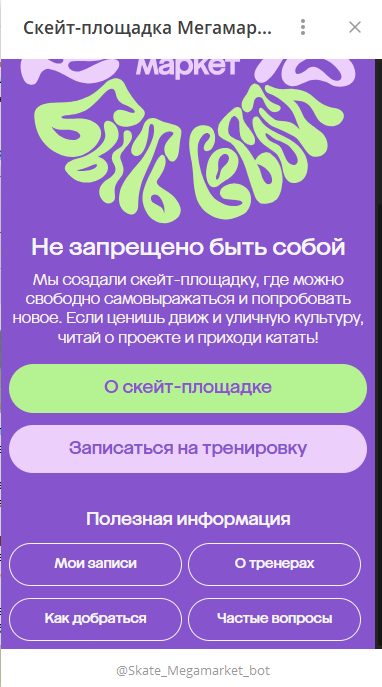 Скейт-площадка Мегамар...
маркет
быть собой
Не запрещено быть собой
Мы создали скейт-площадку, где можно
свободно самовыражаться и попробовать
новое. Если ценишь движ и уличную культуру,
читай о проекте и приходи катать!
О скейт-площадке
Записаться на тренировку
Полезная информация
Мои записи
О тренерах
Как добраться
Частые вопросы
@Skate_Megamarket_bot